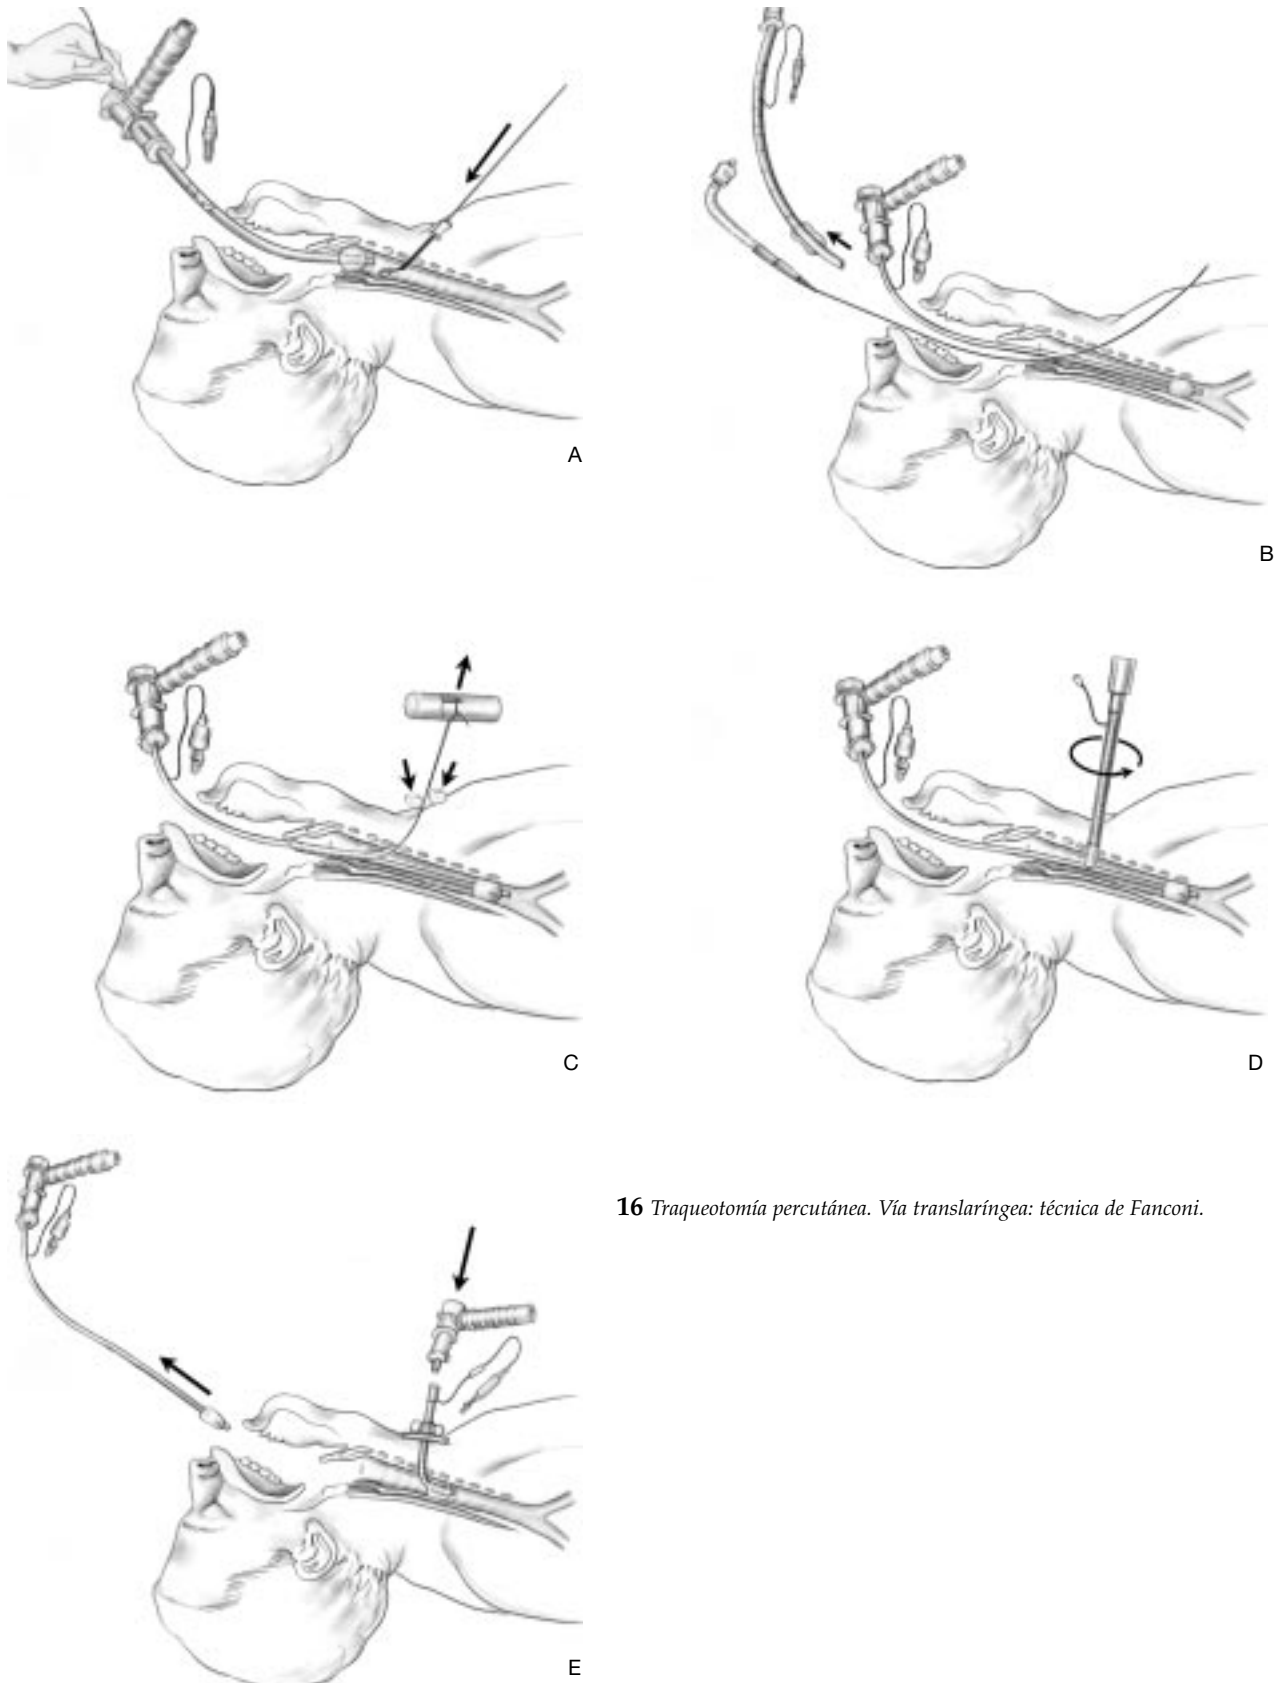 A
B
C
D
16 Traqueotomía percutánea. Vía translaríngea: técnica de Fanconi.
E